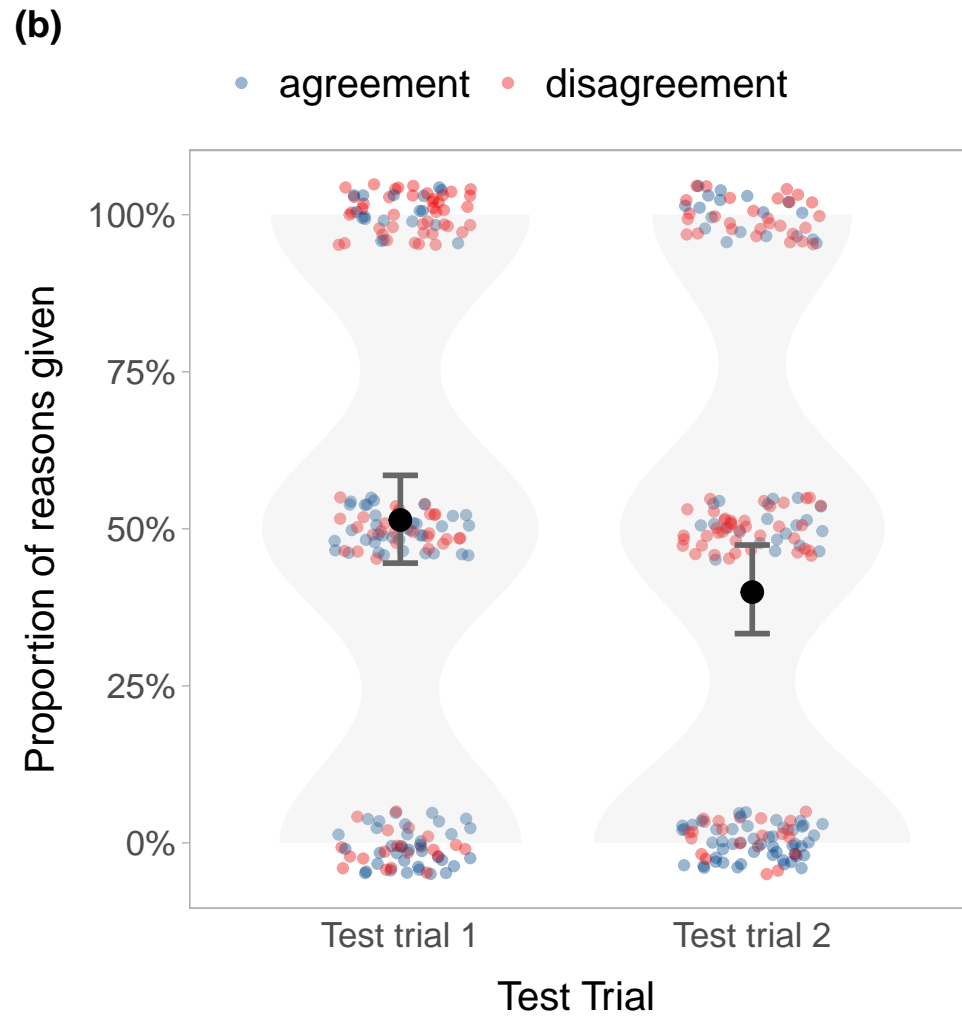 (b)
agreement disagreement
100%
75%
50%
25%
0%
Proportion of reasons given
Test trial 1 Test trial 2
Test Trial